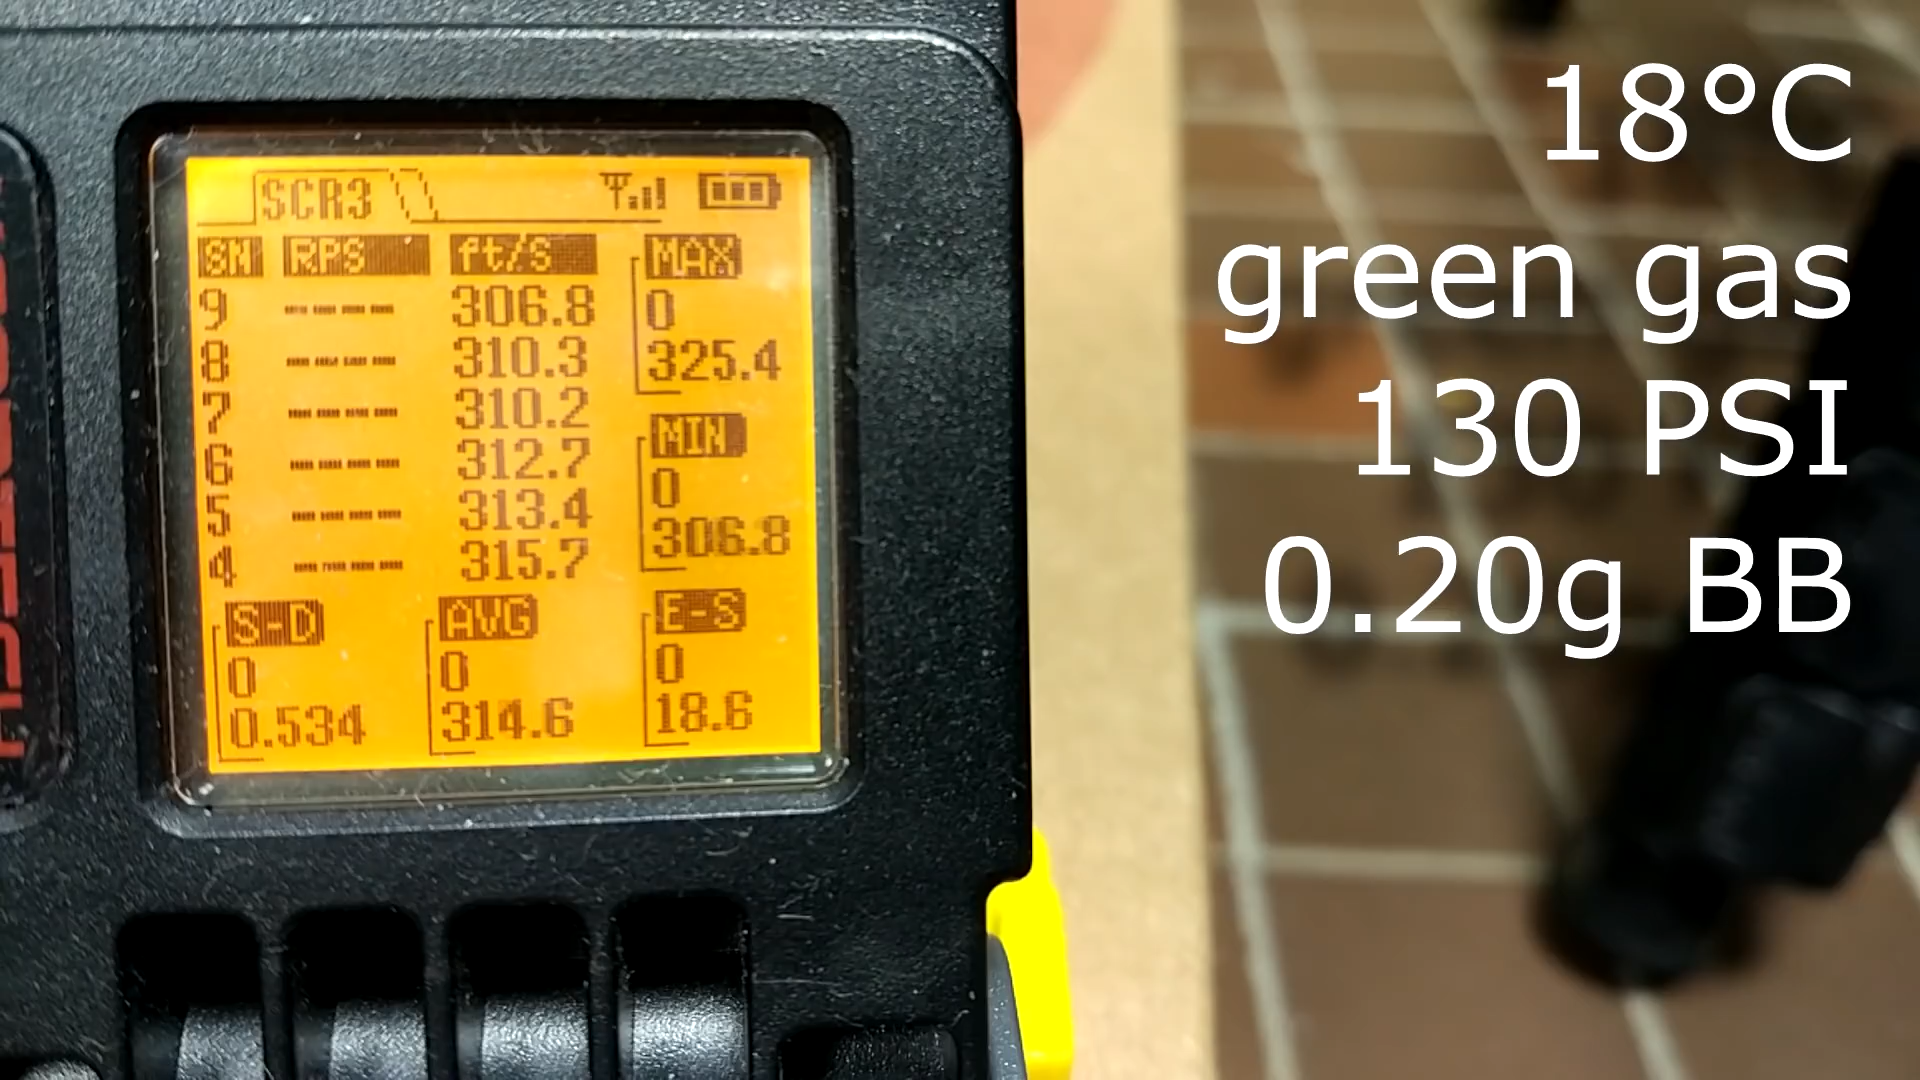 SCR3
SN RPS ft/S MAX
9 ---- 306.8 0
8 ---- 310.3 325.4
7 ---- 310.2 MIN
6 ---- 312.7 0
5 ---- 313.4 306.8
4 ---- 315.7
S-D AVG E-S
0 0 0
0.534 314.6 18.6
18°C
green gas
130 PSI
0.20g BB